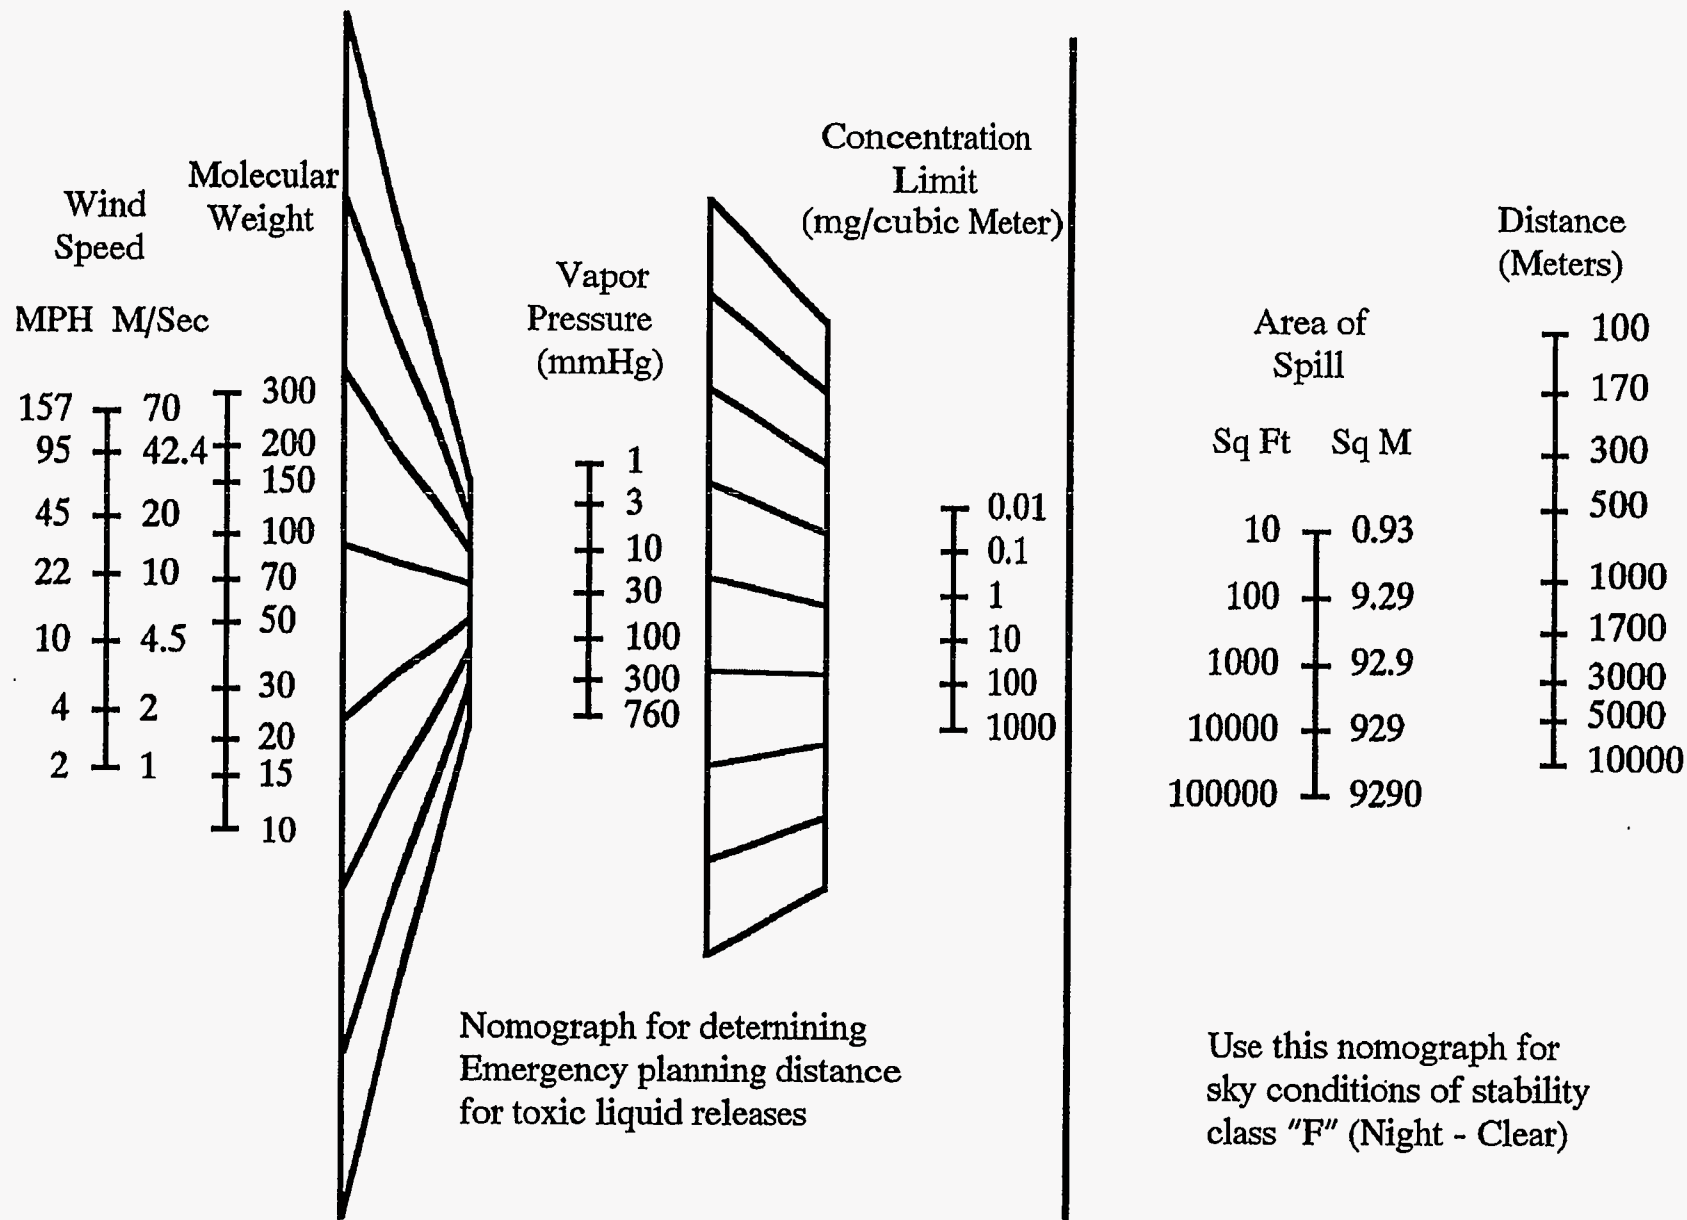 Wind
Speed
MPH M/Sec
157 70
95 42.4
45 20
22 10
10 4.5
4 2
2 1
Molecular
Weight
300
200
150
100
70
50
30
20
15
10
Vapor
Pressure
(mmHg)
1
3
10
30
100
300
760
Concentration
Limit
(mg/cubic Meter)
0.01
0.1
1
10
100
1000
Area of
Spill
Sq Ft Sq M
10 0.93
100 9.29
1000 92.9
10000 929
100000 9290
Distance
(Meters)
100
170
300
500
1000
1700
3000
5000
10000
Nomograph for detemining
Emergency planning distance
for toxic liquid releases
Use this nomograph for
sky conditions of stability
class "F" (Night - Clear)